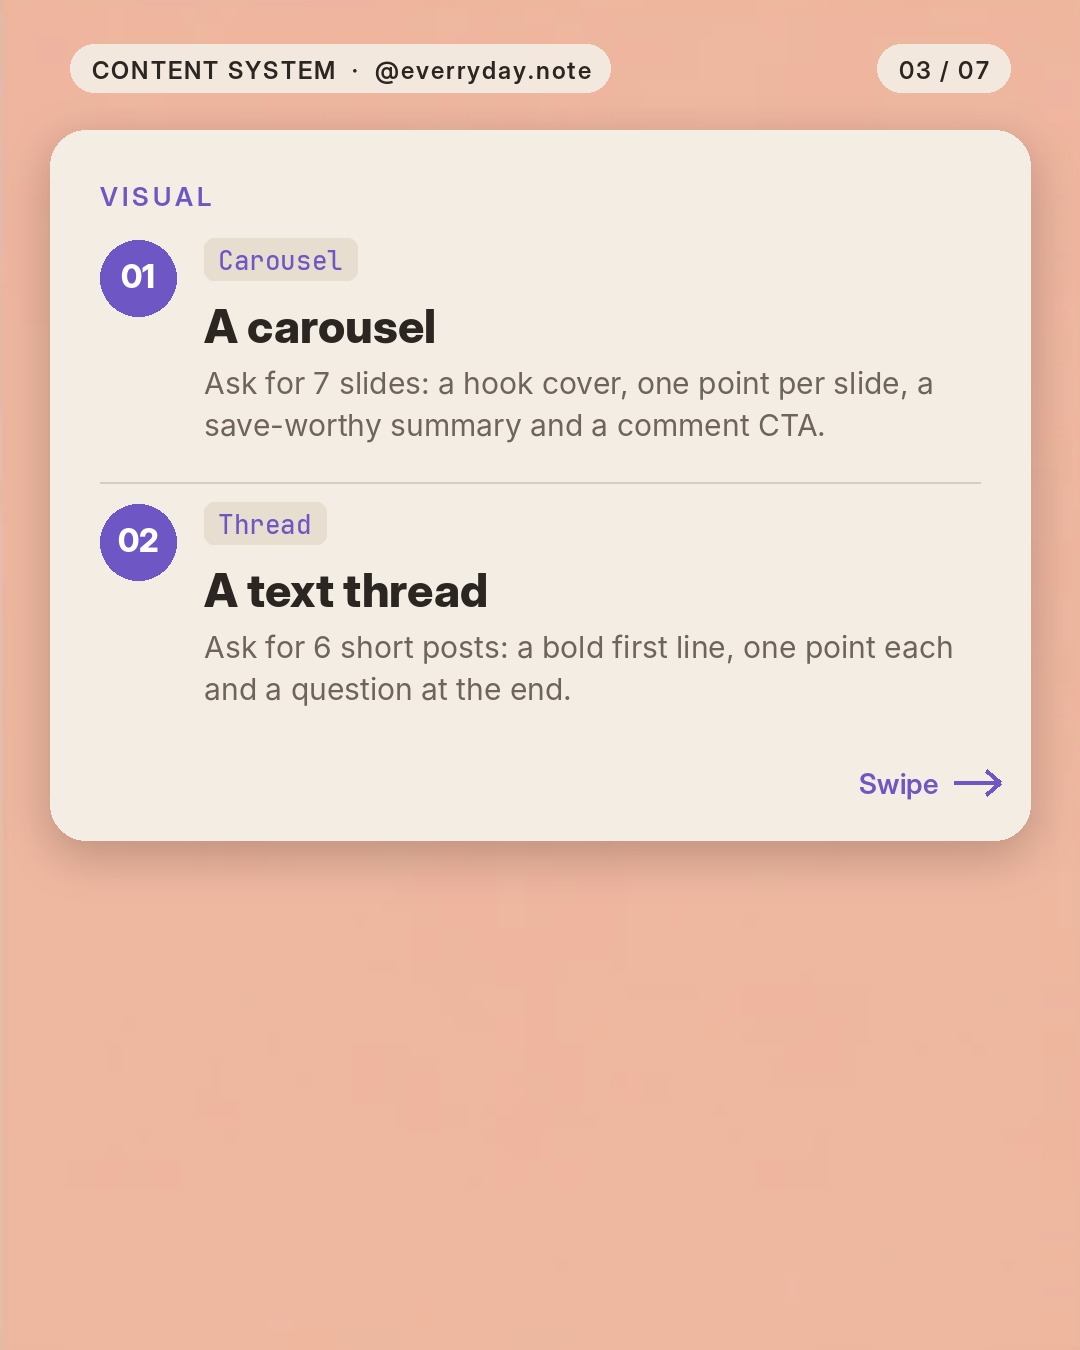 CONTENT SYSTEM · @everryday.note
03 / 07
VISUAL
01
Carousel
A carousel
Ask for 7 slides: a hook cover, one point per slide, a
save-worthy summary and a comment CTA.
02
Thread
A text thread
Ask for 6 short posts: a bold first line, one point each
and a question at the end.
Swipe →